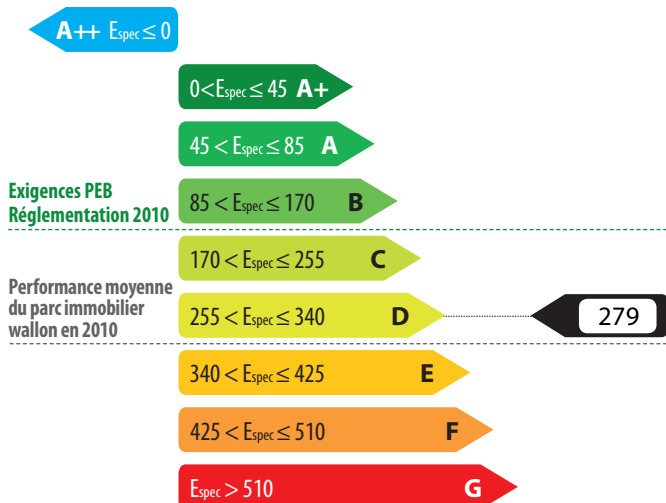 A++ Espec ≤ 0
0<Espec ≤ 45 A+
45 < Espec ≤ 85 A
Exigences PEB
Réglementation 2010
85 < Espec ≤ 170 B
170 < Espec ≤ 255 C
Performance moyenne
du parc immobilier
wallon en 2010
255 < Espec ≤ 340 D
279
340 < Espec ≤ 425 E
425 < Espec ≤ 510 F
Espec > 510 G